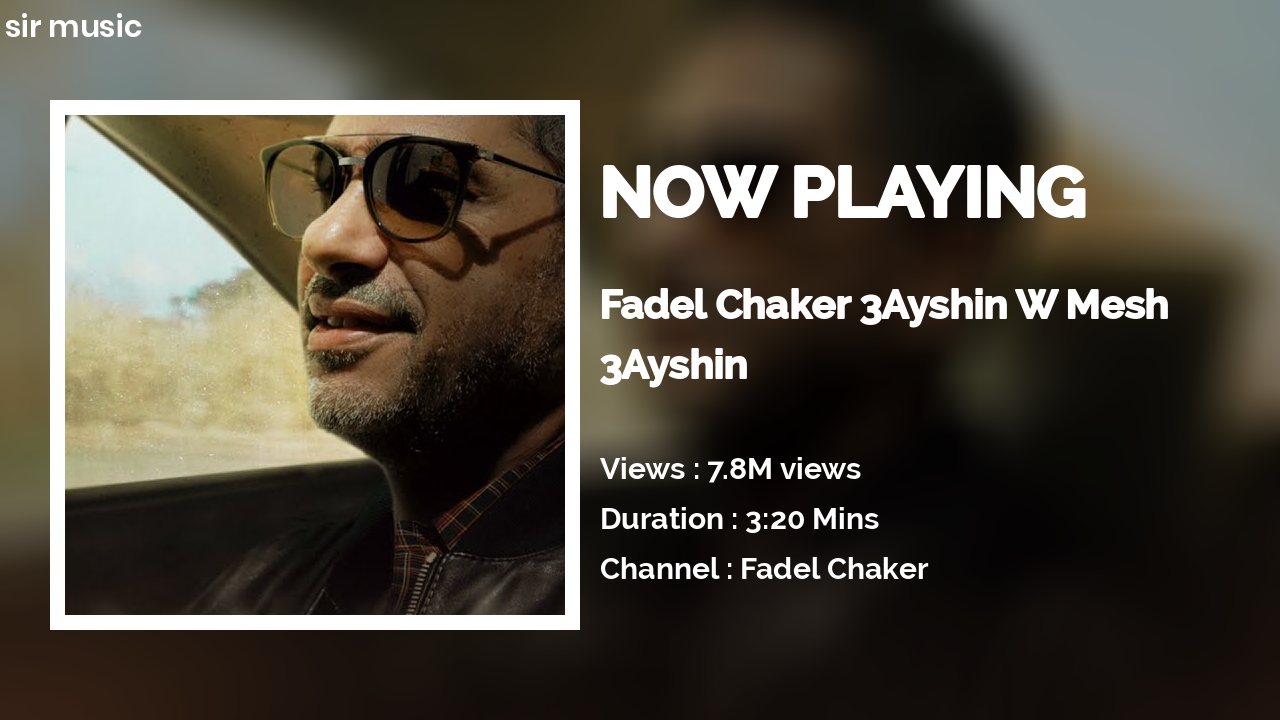 sir music
NOW PLAYING
Fadel Chaker 3Ayshin W Mesh
3Ayshin
Views : 7.8M views
Duration : 3:20 Mins
Channel : Fadel Chaker